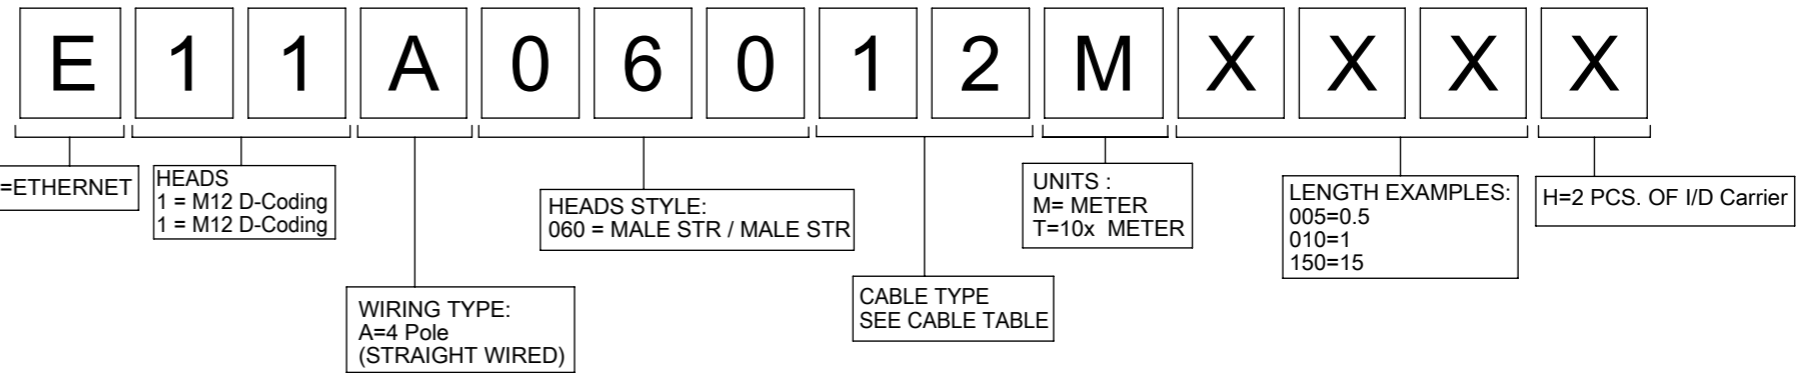 E 1 1 A 0 6 0 1 2 M X X X X
=ETHERNET
HEADS
1 = M12 D-Coding
1 = M12 D-Coding
WIRING TYPE:
A=4 Pole
(STRAIGHT WIRED)
HEADS STYLE:
060 = MALE STR / MALE STR
CABLE TYPE
SEE CABLE TABLE
UNITS :
M= METER
T=10x METER
LENGTH EXAMPLES:
005=0.5
010=1
150=15
H=2 PCS. OF I/D Carrier